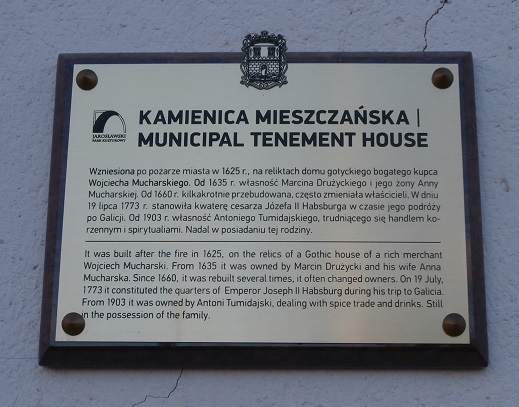 JAROSŁAWSKI
PARK KULTUROWY
KAMIENICA MIESZCZAŃSKA |
MUNICIPAL TENEMENT HOUSE
Wzniesiona po pożarze miasta w 1625 r., na reliktach domu gotyckiego bogatego kupca
Wojciecha Mucharskiego. Od 1635 r. własność Marcina Drużyckiego i jego żony Anny
Mucharskiej. Od 1660 r. kilkakrotnie przebudowana, często zmieniała właścicieli. W dniu
19 lipca 1773 r. stanowiła kwaterę cesarza Józefa II Habsburga w czasie jego podróży
po Galicji. Od 1903 r. własność Antoniego Tumidajskiego, trudniącego się handlem ko-
rzennym i spirytualiami. Nadal w posiadaniu tej rodziny.
It was built after the fire in 1625, on the relics of a Gothic house of a rich merchant
Wojciech Mucharski. From 1635 it was owned by Marcin Drużycki and his wife Anna
Mucharska. Since 1660, it was rebuilt several times, it often changed owners. On 19 July,
1773 it constituted the quarters of Emperor Joseph II Habsburg during his trip to Galicia.
From 1903 it was owned by Antoni Tumidajski, dealing with spice trade and drinks. Still
in the possession of the family.